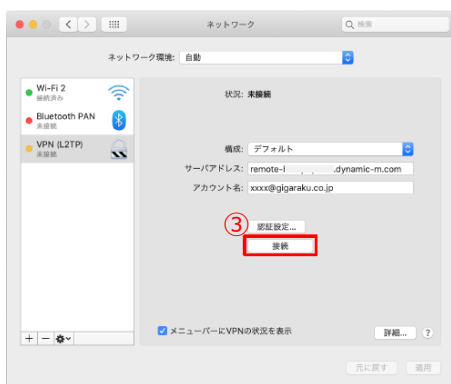 ネットワーク
検索
ネットワーク環境: 自動
Wi-Fi 2
接続済み
Bluetooth PAN
未接続
VPN (L2TP)
未接続
状況: 未接続
構成: デフォルト
サーバアドレス: remote- .dynamic-m.com
アカウント名: xxxx@gigaraku.co.jp
③
認証設定...
接続
メニューバーにVPNの状況を表示
詳細... ?
元に戻す 適用